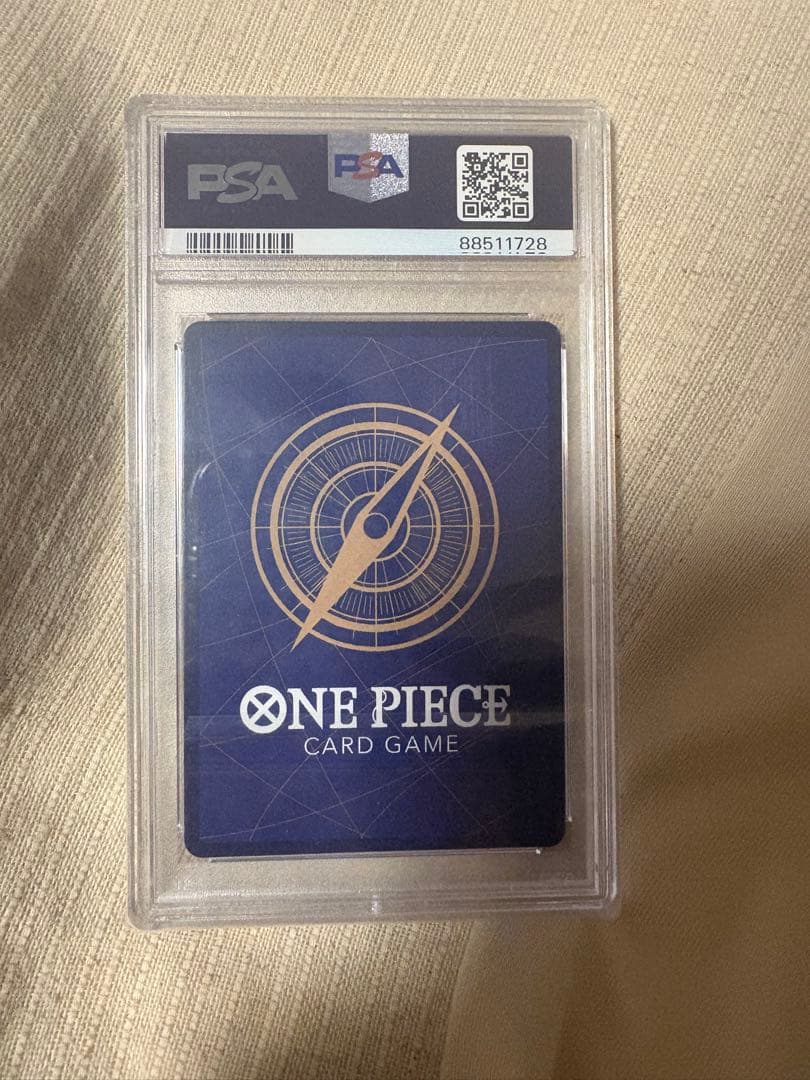 PSA
PSA
88511728
ONE PIECE
CARD GAME